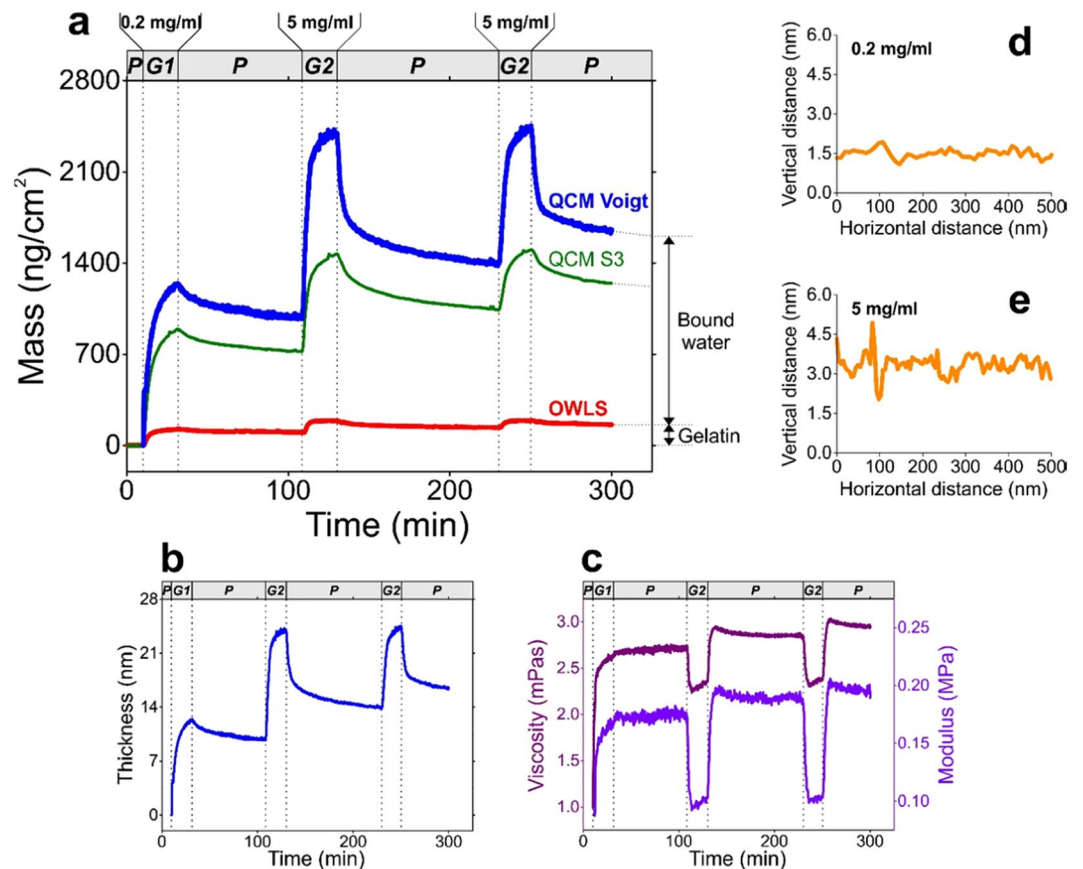 a
0.2 mg/ml
5 mg/ml
5 mg/ml
P G1 P G2 P G2 P
2800
2100
1400
700
0
Mass (ng/cm²)
QCM Voigt
QCM S3
OWLS
Bound
water
Gelatin
0 100 200 300
Time (min)
d
0.2 mg/ml
6.0
4.5
3.0
1.5
0.0
Vertical distance (nm)
0 100 200 300 400 500
Horizontal distance (nm)
e
5 mg/ml
6.0
4.5
3.0
1.5
0.0
Vertical distance (nm)
0 100 200 300 400 500
Horizontal distance (nm)
b
P G1 P G2 P G2 P
28
21
14
7
0
Thickness (nm)
0 100 200 300
Time (min)
c
P G1 P G2 P G2 P
3.0
2.5
2.0
1.5
1.0
Viscosity (mPas)
0.25
0.20
0.15
0.10
Modulus (MPa)
0 100 200 300
Time (min)